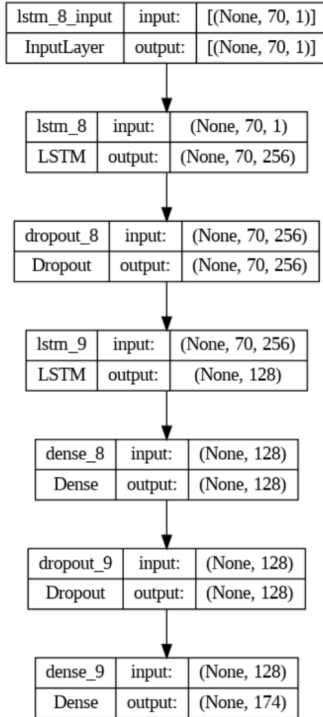 lstm_8_input input: [(None, 70, 1)]
InputLayer output: [(None, 70, 1)]
lstm_8 input: (None, 70, 1)
LSTM output: (None, 70, 256)
dropout_8 input: (None, 70, 256)
Dropout output: (None, 70, 256)
lstm_9 input: (None, 70, 256)
LSTM output: (None, 128)
dense_8 input: (None, 128)
Dense output: (None, 128)
dropout_9 input: (None, 128)
Dropout output: (None, 128)
dense_9 input: (None, 128)
Dense output: (None, 174)